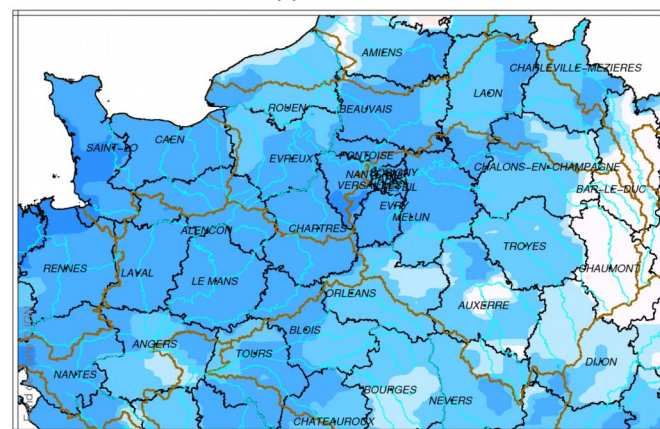 AMIENS
CHARLEVILLE-MEZIERES
LAON
ROUEN
BEAUVAIS
CAEN
SAINT-LO
EVREUX
PONTOISE
CHALONS-EN-CHAMPAGNE
VERSAILLES
BAR-LE-DUC
EVRY
MELUN
CHARTRES
ALENCON
TROYES
RENNES
LAVAL
LE MANS
CHAUMONT
ORLEANS
AUXERRE
BLOIS
ANGERS
TOURS
DIJON
NANTES
BOURGES
NEVERS
CHATEAUROUX